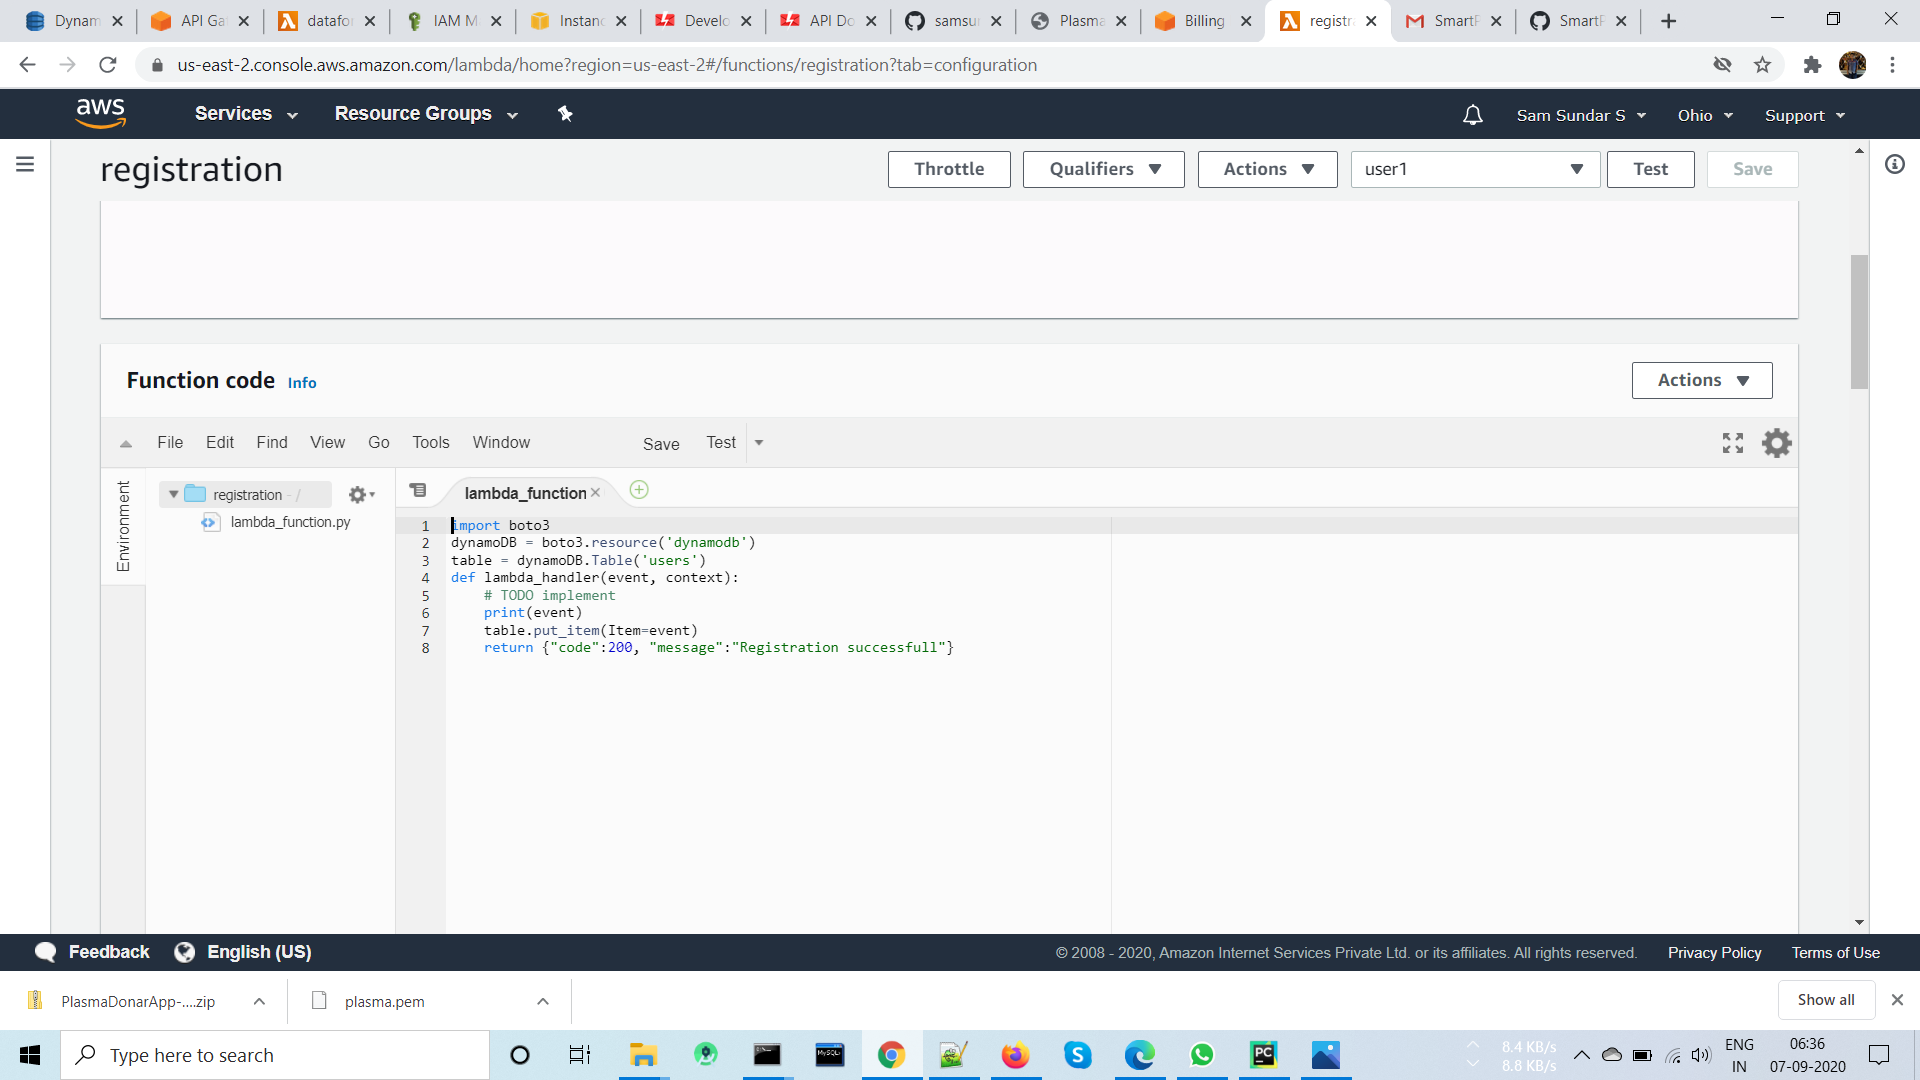 Dynam
API Ga
datafor
IAM M
Instanc
Develo
API Do
samsu
Plasma
Billing
registra
SmartP
SmartP
us-east-2.console.aws.amazon.com/lambda/home?region=us-east-2#/functions/registration?tab=configuration
aws
Services
Resource Groups
Sam Sundar S
Ohio
Support
registration
Throttle
Qualifiers
Actions
user1
Test
Save
Function code
Info
Actions
File
Edit
Find
View
Go
Tools
Window
Save
Test
Environment
registration - /
lambda_function.py
lambda_function
1 import boto3
2 dynamoDB = boto3.resource('dynamodb')
3 table = dynamoDB.Table('users')
4 def lambda_handler(event, context):
5 # TODO implement
6 print(event)
7 table.put_item(Item=event)
8 return {"code":200, "message":"Registration successfull"}
Feedback
English (US)
© 2008 - 2020, Amazon Internet Services Private Ltd. or its affiliates. All rights reserved.
Privacy Policy
Terms of Use
PlasmaDonarApp-....zip
plasma.pem
Show all
Type here to search
MySQL
PC
8.4 KB/s
8.8 KB/s
ENG
IN
06:36
07-09-2020